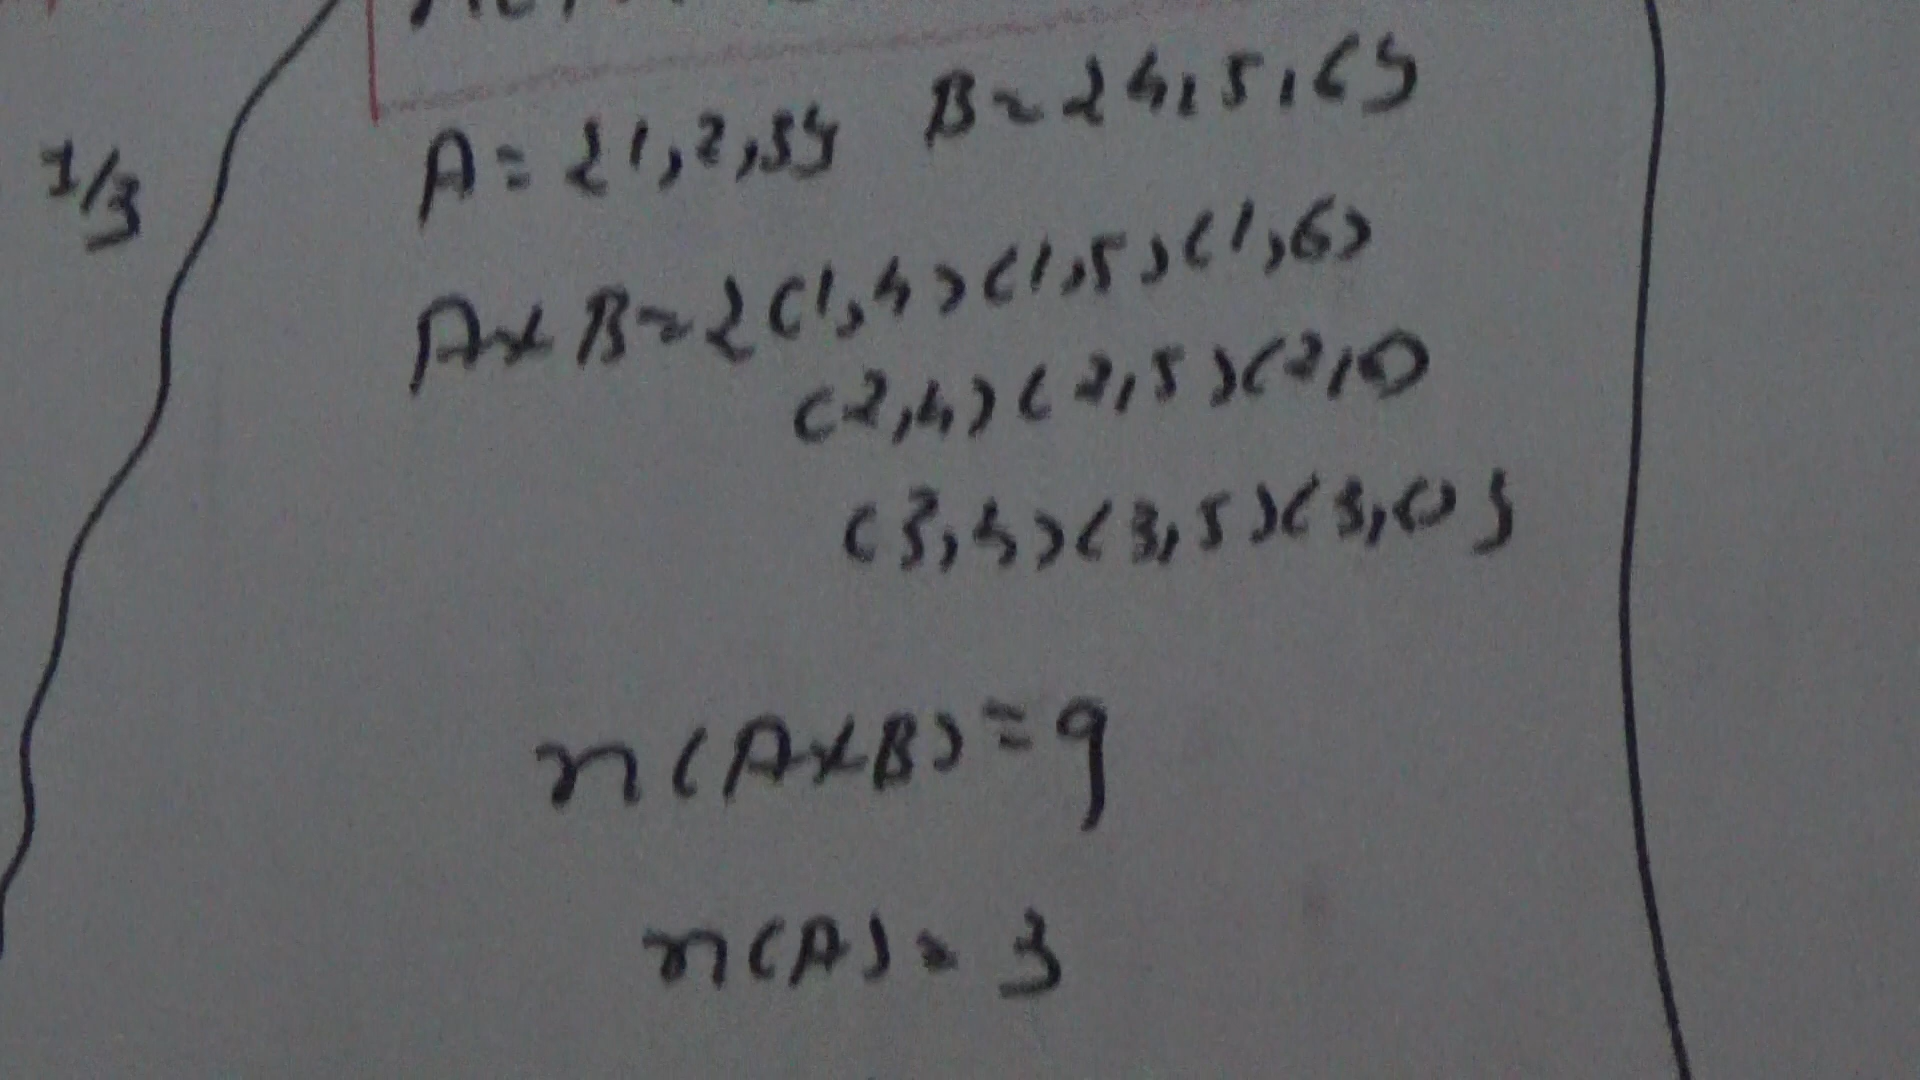 A = {1,2,3} B = {4,5,6}
1/3
A×B = {(1,4)(1,5)(1,6)
(2,4)(2,5)(2,6)
(3,4)(3,5)(3,6)}
n(A×B) = 9
n(A) = 3